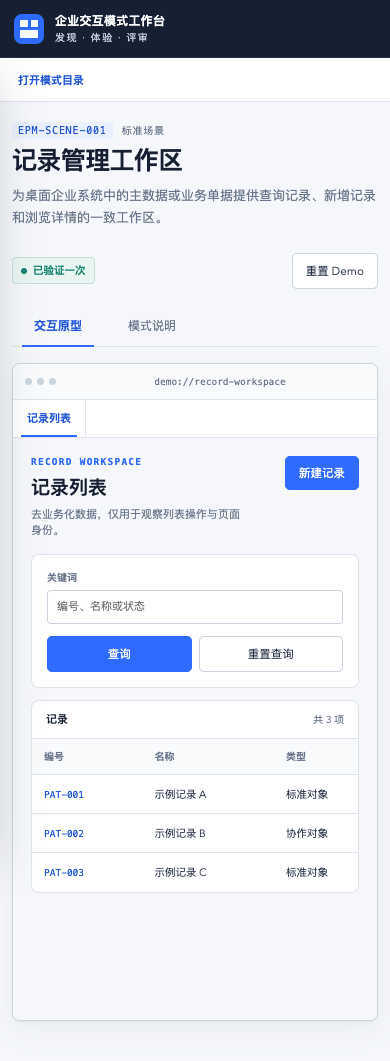 企业交互模式工作台
发现 · 体验 · 评审
打开模式目录
EPM-SCENE-001 标准场景
记录管理工作区
为桌面企业系统中的主数据或业务单据提供查询记录、新增记录
和浏览详情的一致工作区。
已验证一次 重置 Demo
交互原型 模式说明
demo://record-workspace
记录列表
RECORD WORKSPACE
记录列表 新建记录
去业务化数据，仅用于观察列表操作与页面
身份。
关键词
编号、名称或状态
查询 重置查询
记录 共 3 项
编号 名称 类型
PAT-001 示例记录 A 标准对象
PAT-002 示例记录 B 协作对象
PAT-003 示例记录 C 标准对象